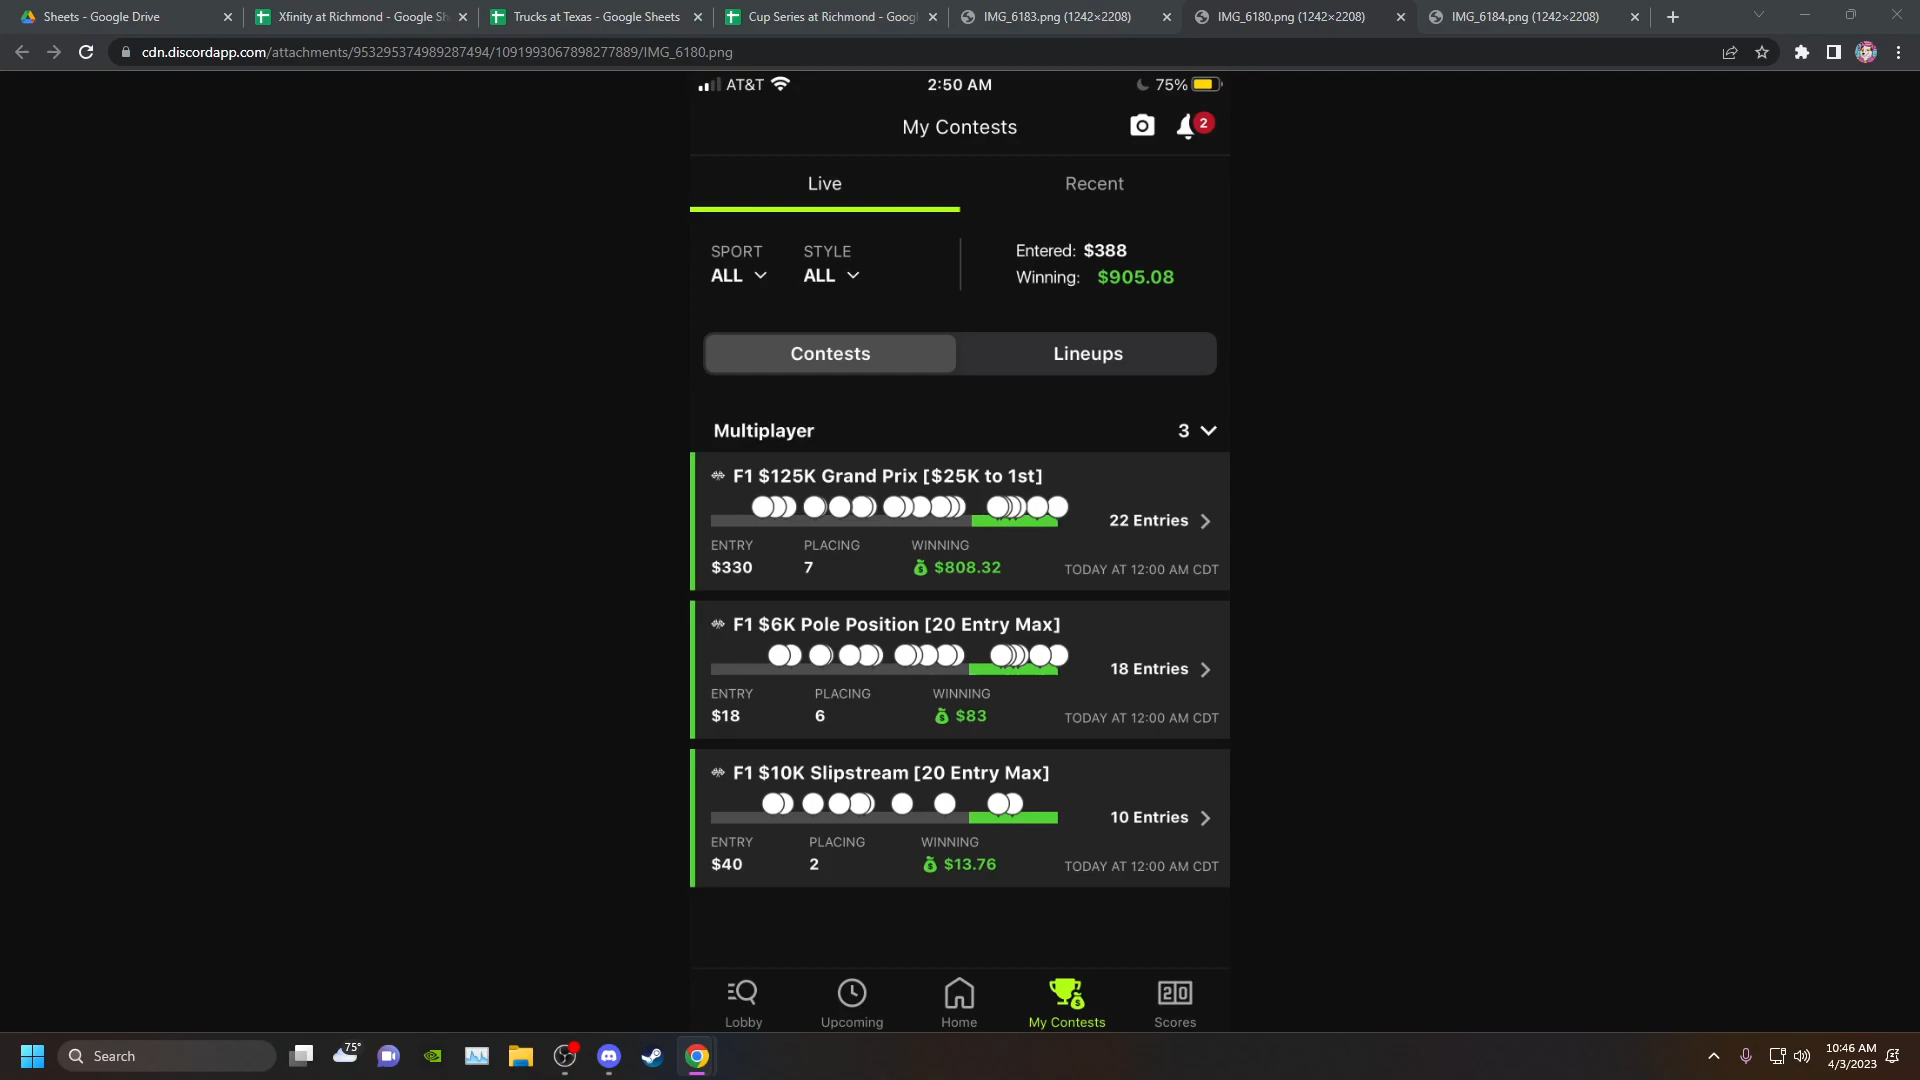 Sheets - Google Drive
Xfinity at Richmond - Google Sh
Trucks at Texas - Google Sheets
Cup Series at Richmond - Goog
IMG_6183.png (1242×2208)
IMG_6180.png (1242×2208)
IMG_6184.png (1242×2208)
cdn.discordapp.com/attachments/953295374989287494/1091993067898277889/IMG_6180.png
AT&T
2:50 AM
75%
My Contests
2
Live
Recent
SPORT
STYLE
Entered: $388
ALL
ALL
Winning: $905.08
Contests
Lineups
Multiplayer
3
F1 $125K Grand Prix [$25K to 1st]
22 Entries
ENTRY
PLACING
WINNING
$330
7
$808.32
TODAY AT 12:00 AM CDT
F1 $6K Pole Position [20 Entry Max]
18 Entries
ENTRY
PLACING
WINNING
$18
6
$83
TODAY AT 12:00 AM CDT
F1 $10K Slipstream [20 Entry Max]
10 Entries
ENTRY
PLACING
WINNING
$40
2
$13.76
TODAY AT 12:00 AM CDT
20
Lobby
Upcoming
Home
My Contests
Scores
Search
75°
10:46 AM
4/3/2023